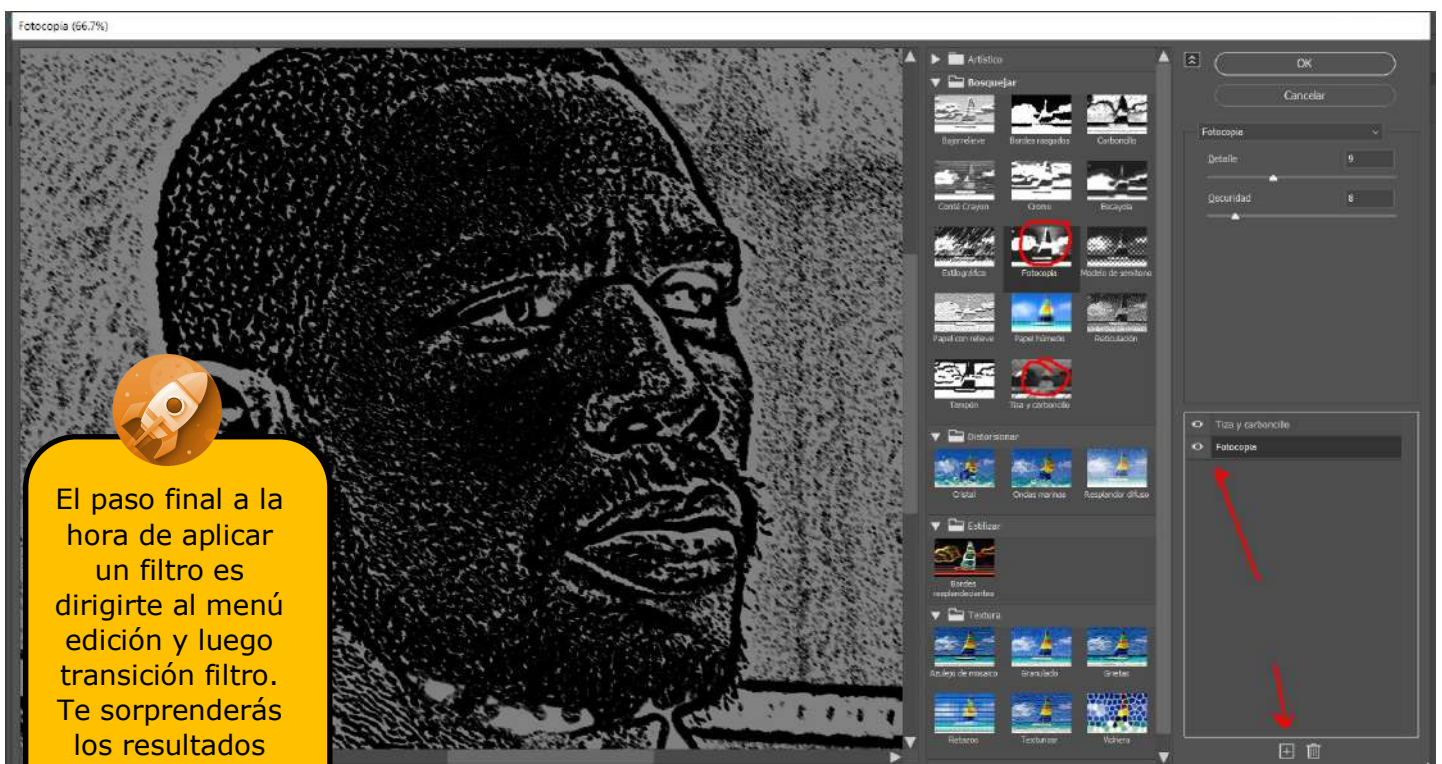 Fotocopia (66.7%)
Artístico
Bosquejar
Bajorrelieve
Bordes rasgados
Carboncillo
Conté Crayon
Cromo
Escayola
Estilográfica
Fotocopia
Modelo de semitono
Papel con relieve
Papel húmedo
Reticulación
Tampón
Tiza y carboncillo
Distorsionar
Cristal
Ondas marinas
Resplandor difuso
Estilizar
Bordes
resplandecientes
Textura
Azulejo de mosaico
Granulado
Grietas
Retazos
Texturizar
Vidriera
OK
Cancelar
Fotocopia
Detalle 9
Oscuridad 8
Tiza y carboncillo
Fotocopia
El paso final a la
hora de aplicar
un filtro es
dirigirte al menú
edición y luego
transición filtro.
Te sorprenderás
los resultados